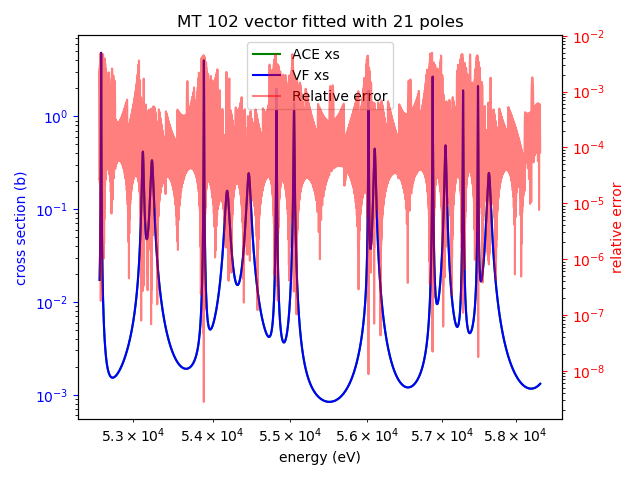 MT 102 vector fitted with 21 poles
ACE xs
VF xs
Relative error
10⁰
10⁻¹
10⁻²
10⁻³
cross section (b)
10⁻²
10⁻³
10⁻⁴
10⁻⁵
10⁻⁶
10⁻⁷
10⁻⁸
relative error
5.3 × 10⁴ 5.4 × 10⁴ 5.5 × 10⁴ 5.6 × 10⁴ 5.7 × 10⁴ 5.8 × 10⁴
energy (eV)